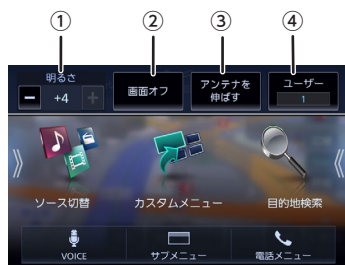 ① ② ③ ④
明るさ
− +4 +
画面オフ
アンテナを
伸ばす
ユーザー
1
ソース切替 カスタムメニュー 目的地検索
VOICE サブメニュー 電話メニュー